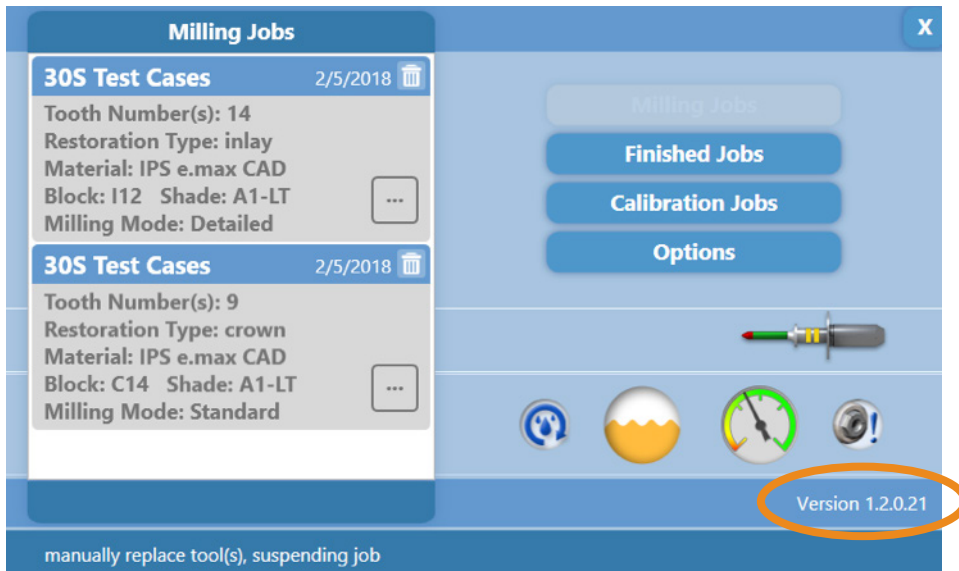 Milling Jobs
X
30S Test Cases 2/5/2018
Tooth Number(s): 14
Restoration Type: inlay
Material: IPS e.max CAD
Block: I12 Shade: A1-LT
Milling Mode: Detailed
...
30S Test Cases 2/5/2018
Tooth Number(s): 9
Restoration Type: crown
Material: IPS e.max CAD
Block: C14 Shade: A1-LT
Milling Mode: Standard
...
Milling Jobs
Finished Jobs
Calibration Jobs
Options
!
Version 1.2.0.21
manually replace tool(s), suspending job